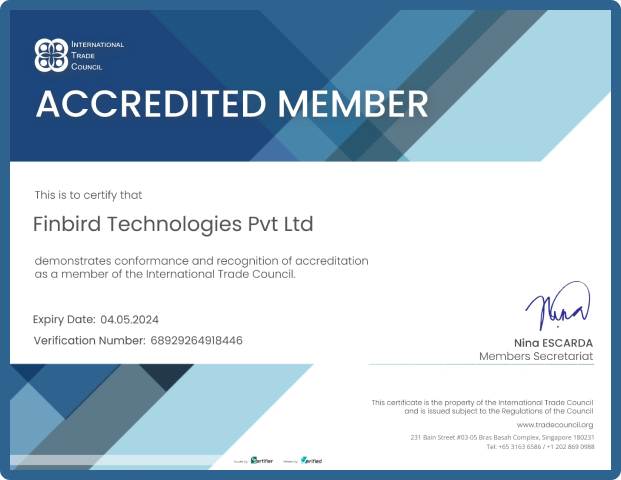 INTERNATIONAL
TRADE
COUNCIL
ACCREDITED MEMBER
This is to certify that
Finbird Technologies Pvt Ltd
demonstrates conformance and recognition of accreditation
as a member of the International Trade Council.
Expiry Date: 04.05.2024
Verification Number: 68929264918446
Nina
Nina ESCARDA
Members Secretariat
This certificate is the property of the International Trade Council
and is issued subject to the Regulations of the Council
www.tradecouncil.org
231 Bain Street #03-05 Bras Basah Complex, Singapore 180231
Tel: +65 3163 6586 / +1 202 869 0988